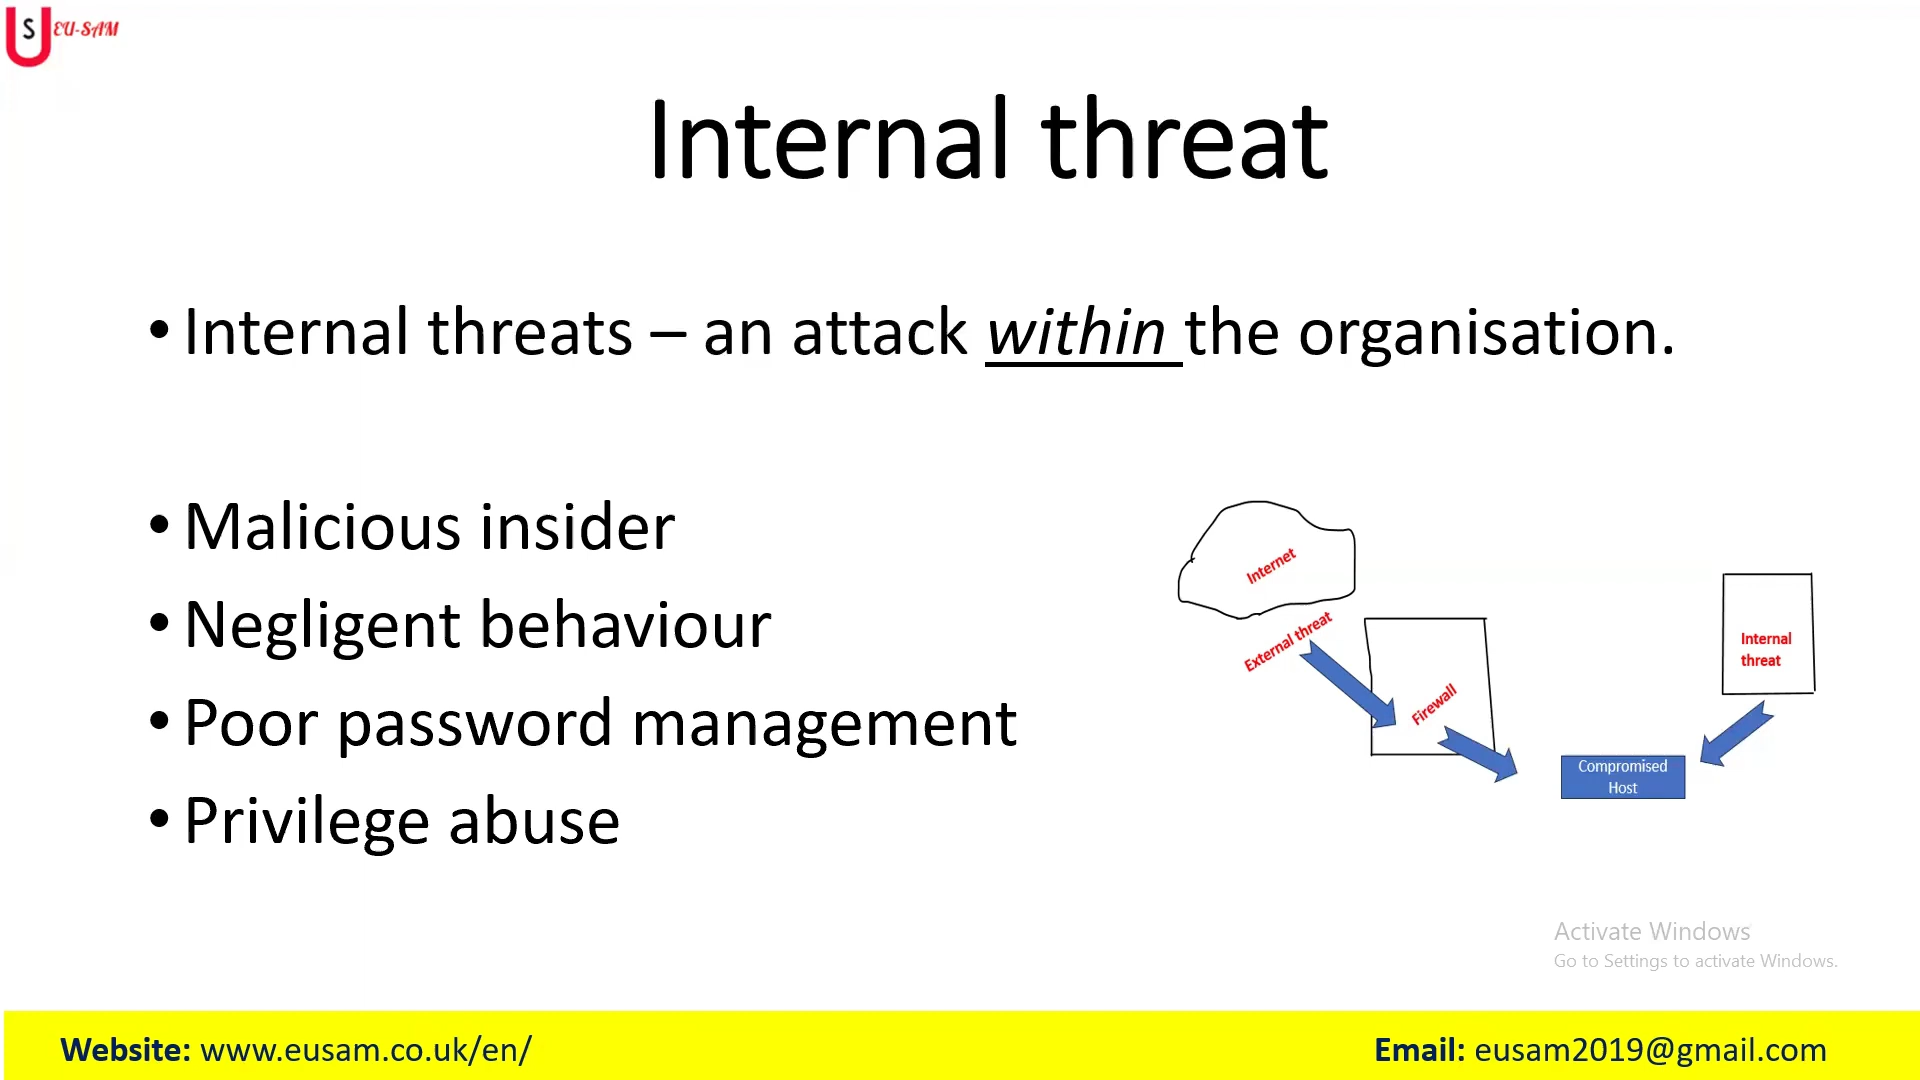 S
EU-SAM
Internal threat
• Internal threats – an attack within the organisation.
• Malicious insider
• Negligent behaviour
• Poor password management
• Privilege abuse
Internet
External threat
Firewall
Internal
threat
Compromised
Host
Activate Windows
Go to Settings to activate Windows.
Website: www.eusam.co.uk/en/
Email: eusam2019@gmail.com